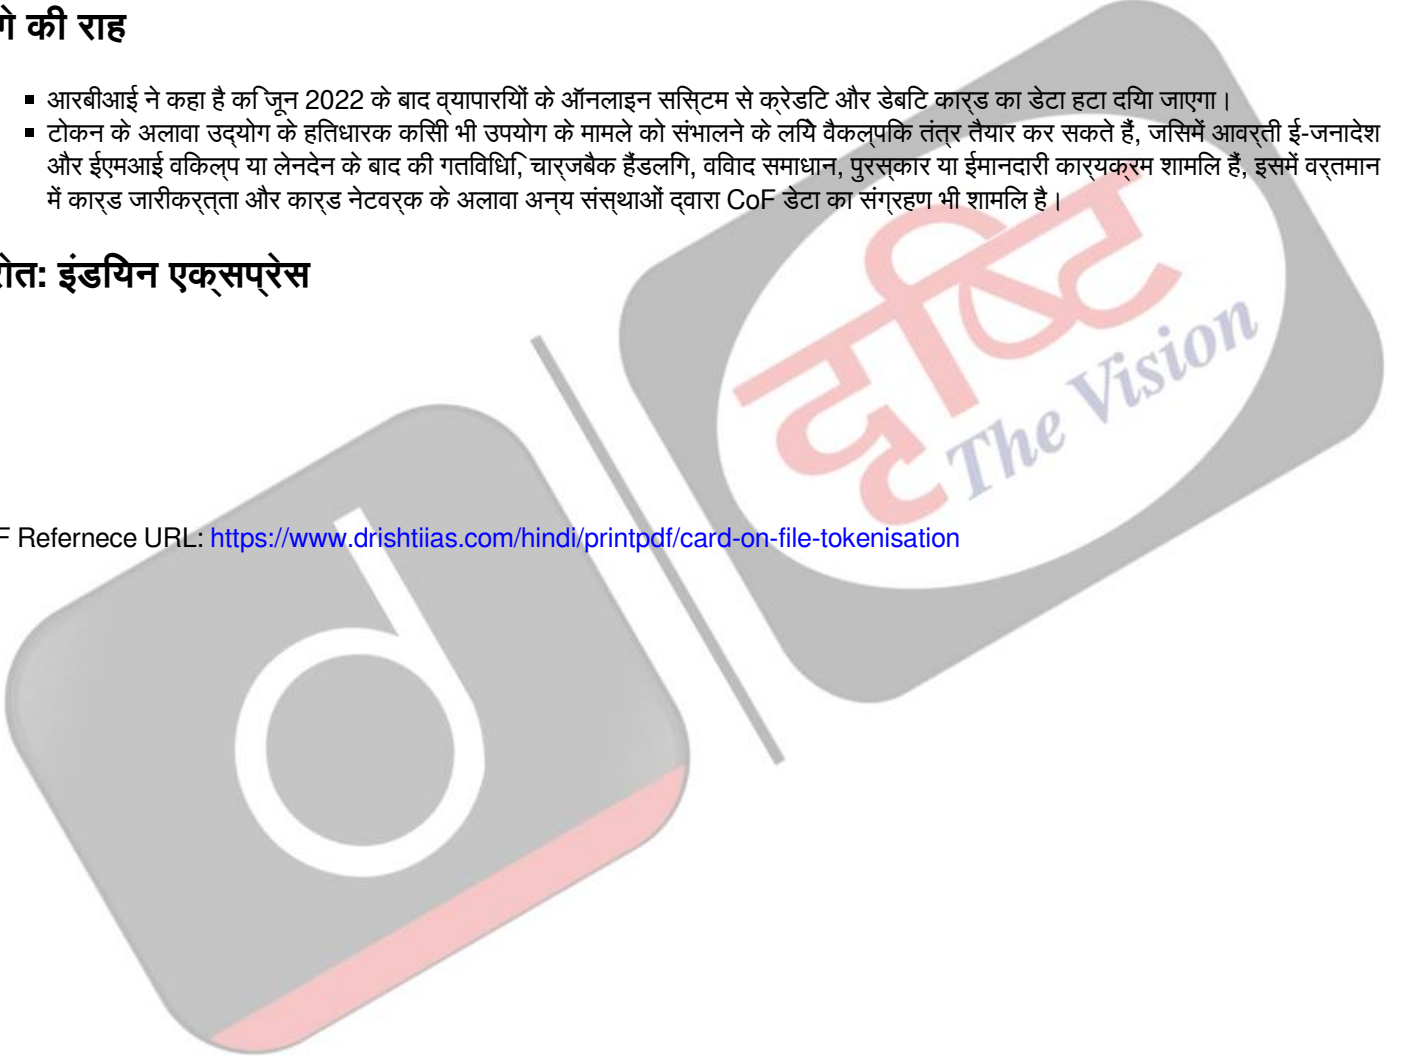 गे की राह
▪ आरबीआई ने कहा है कि जून 2022 के बाद व्यापारियों के ऑनलाइन सिस्टम से क्रेडिट और डेबिट कार्ड का डेटा हटा दिया जाएगा।
▪ टोकन के अलावा उद्योग के हितधारक किसी भी उपयोग के मामले को संभालने के लिये वैकल्पिक तंत्र तैयार कर सकते हैं, जिसमें आवर्ती ई-जनादेश
और ईएमआई विकल्प या लेनदेन के बाद की गतिविधि, चार्जबैक हैंडलिंग, विवाद समाधान, पुरस्कार या ईमानदारी कार्यक्रम शामिल हैं, इसमें वर्तमान
में कार्ड जारीकर्त्ता और कार्ड नेटवर्क के अलावा अन्य संस्थाओं द्वारा CoF डेटा का संग्रहण भी शामिल है।
रोत: इंडियन एक्सप्रेस
दृष्टि
The Vision
F Refernece URL: https://www.drishtiias.com/hindi/printpdf/card-on-file-tokenisation
d